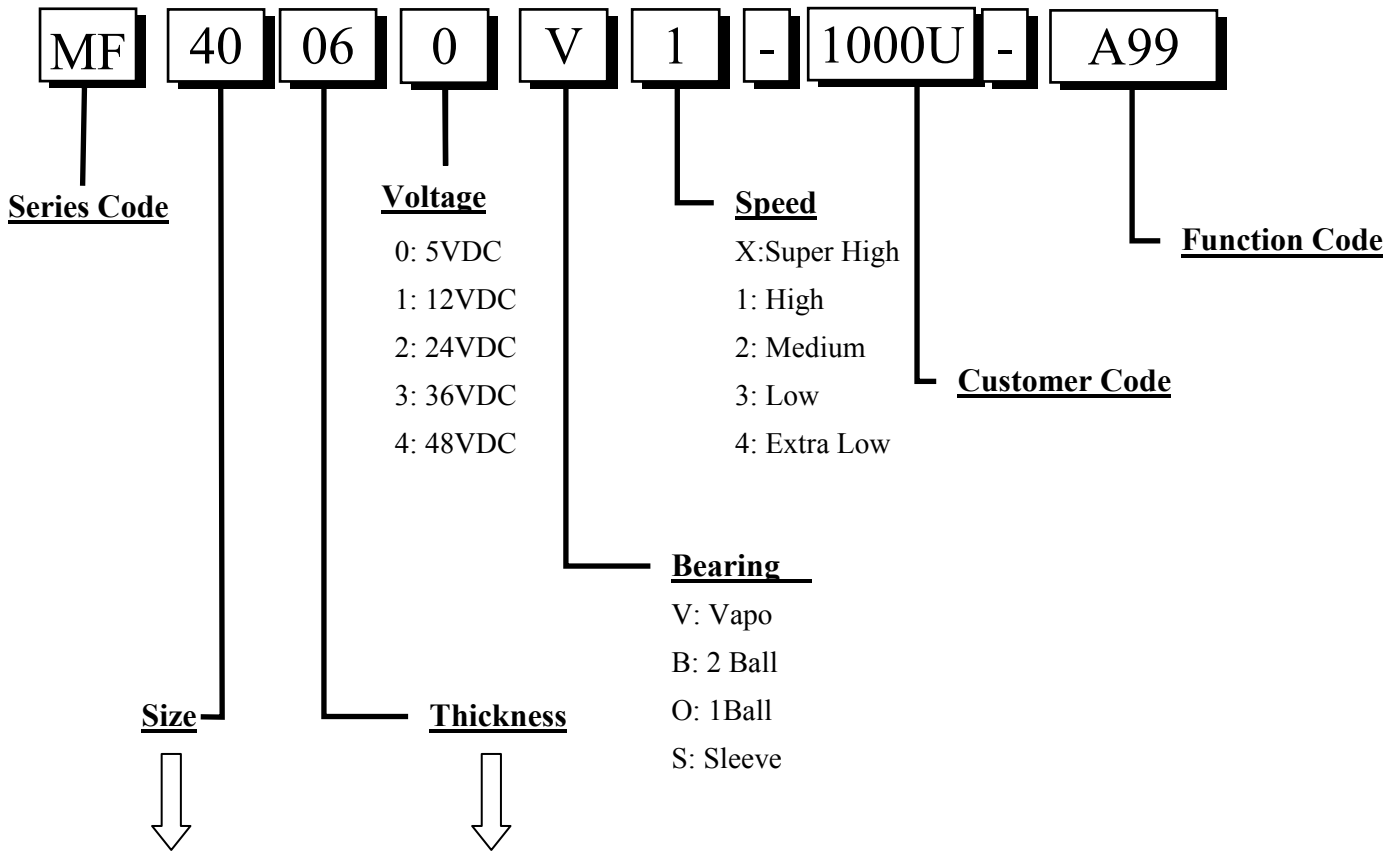 MF 40 06 0 V 1 - 1000U - A99
Series Code
Voltage
0: 5VDC
1: 12VDC
2: 24VDC
3: 36VDC
4: 48VDC
Speed
X:Super High
1: High
2: Medium
3: Low
4: Extra Low
Function Code
Customer Code
Bearing
V: Vapo
B: 2 Ball
O: 1Ball
S: Sleeve
Size
Thickness